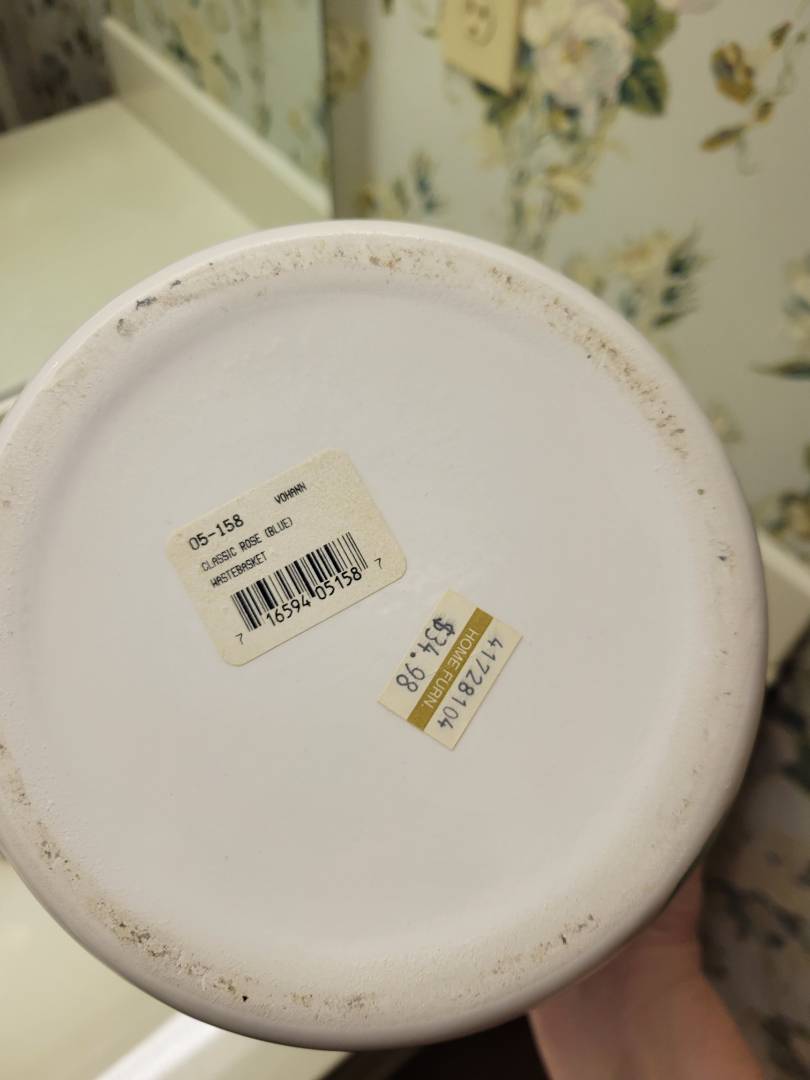 VOHANN
05-158
CLASSIC ROSE (BLUE)
WASTEBASKET
7 16594 05158 7
41728104
HOME FURN.
$34.98